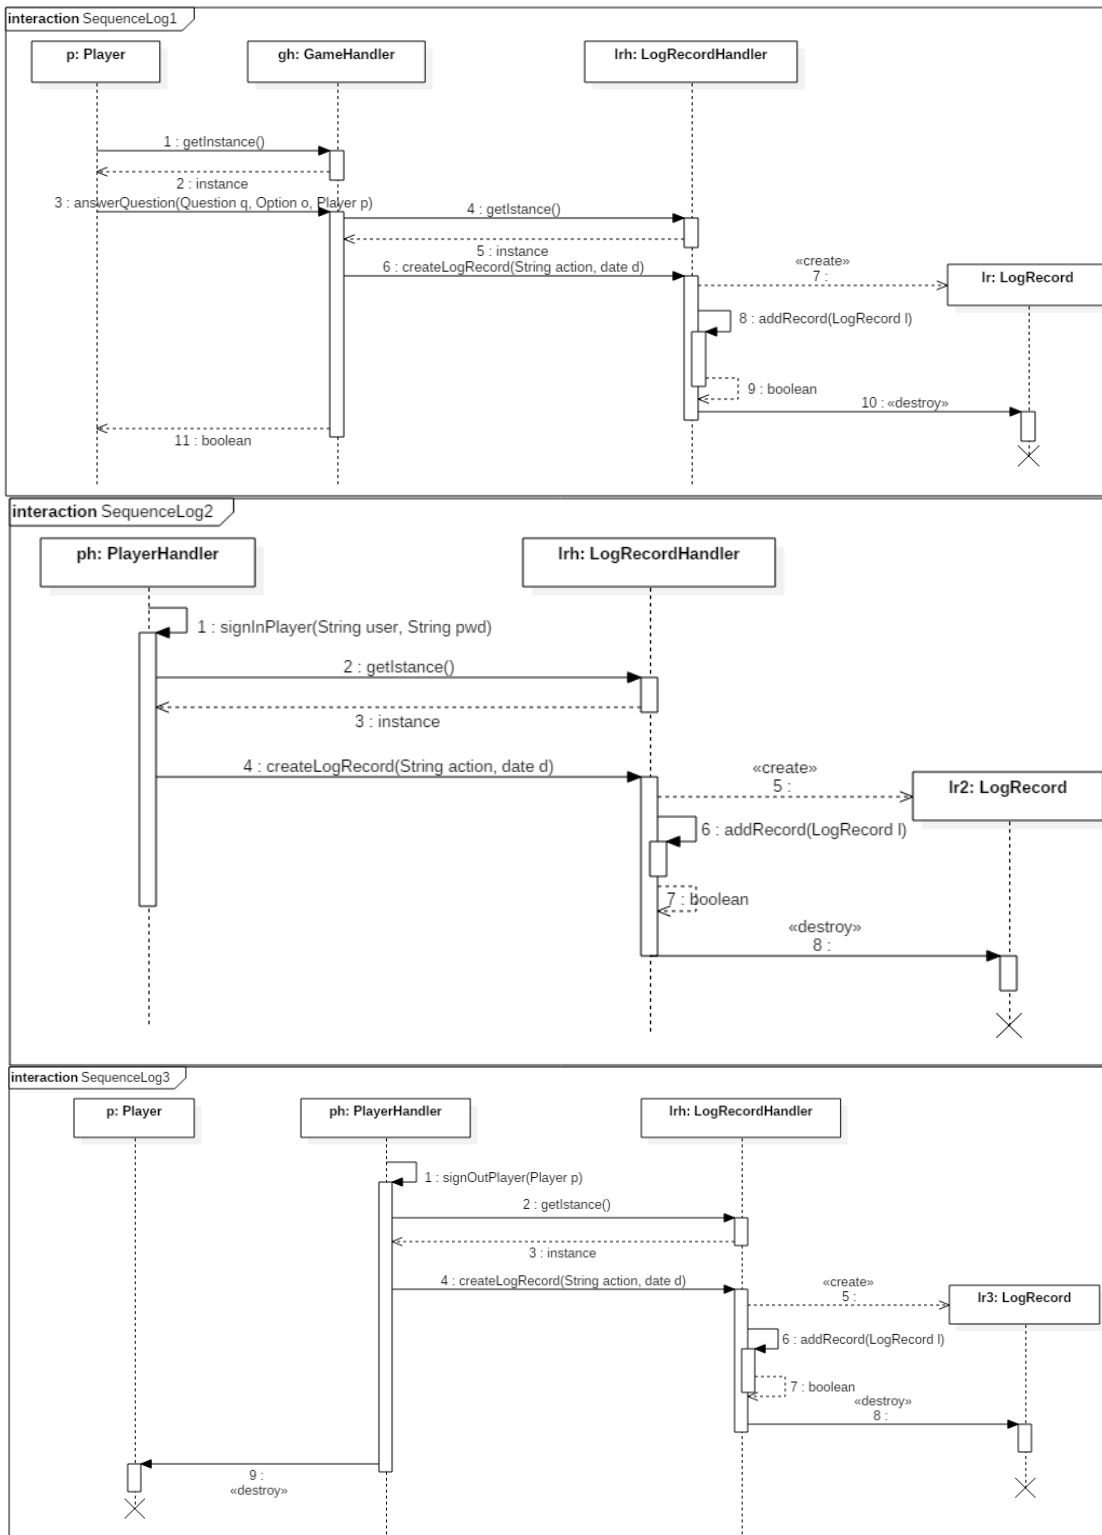 interaction SequenceLog1
p: Player
gh: GameHandler
lrh: LogRecordHandler
1 : getInstance()
2 : instance
3 : answerQuestion(Question q, Option o, Player p)
4 : getIstance()
5 : instance
6 : createLogRecord(String action, date d)
«create»
7 :
lr: LogRecord
8 : addRecord(LogRecord l)
9 : boolean
10 : «destroy»
11 : boolean
interaction SequenceLog2
ph: PlayerHandler
lrh: LogRecordHandler
1 : signInPlayer(String user, String pwd)
2 : getIstance()
3 : instance
4 : createLogRecord(String action, date d)
«create»
5 :
lr2: LogRecord
6 : addRecord(LogRecord l)
7 : boolean
«destroy»
8 :
interaction SequenceLog3
p: Player
ph: PlayerHandler
lrh: LogRecordHandler
1 : signOutPlayer(Player p)
2 : getIstance()
3 : instance
4 : createLogRecord(String action, date d)
«create»
5 :
lr3: LogRecord
6 : addRecord(LogRecord l)
7 : boolean
«destroy»
8 :
9 :
«destroy»